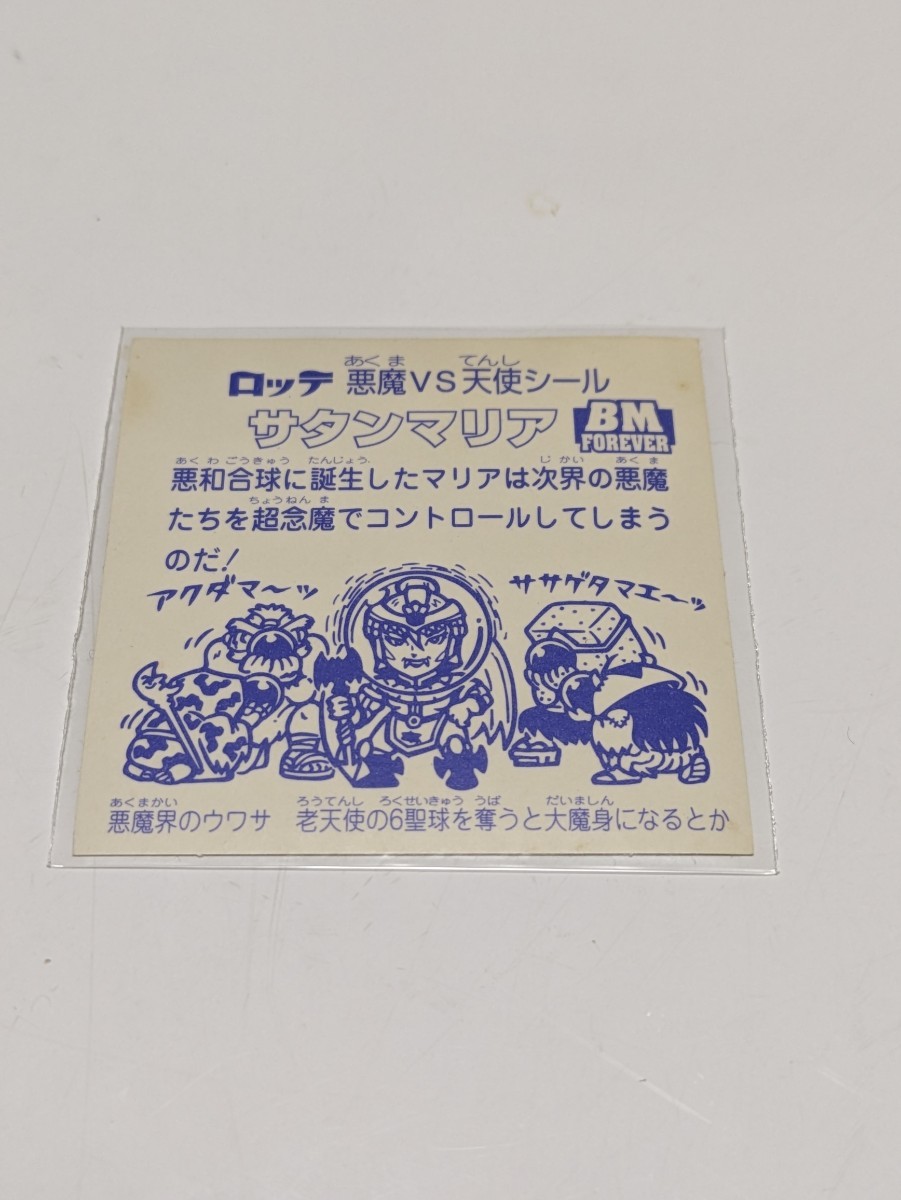 あくま てんし
ロッテ 悪魔VS天使シール
サタンマリア BM FOREVER
あくわごうきゅう たんじょう じかい あくま
悪和合球に誕生したマリアは次界の悪魔
ちょうねんま
たちを超念魔でコントロールしてしまう
のだ!
アクダマ〜ッ ササゲタマエ〜ッ
あくまかい ろうてんし ろくせいきゅう うば だいましん
悪魔界のウワサ 老天使の6聖球を奪うと大魔身になるとか